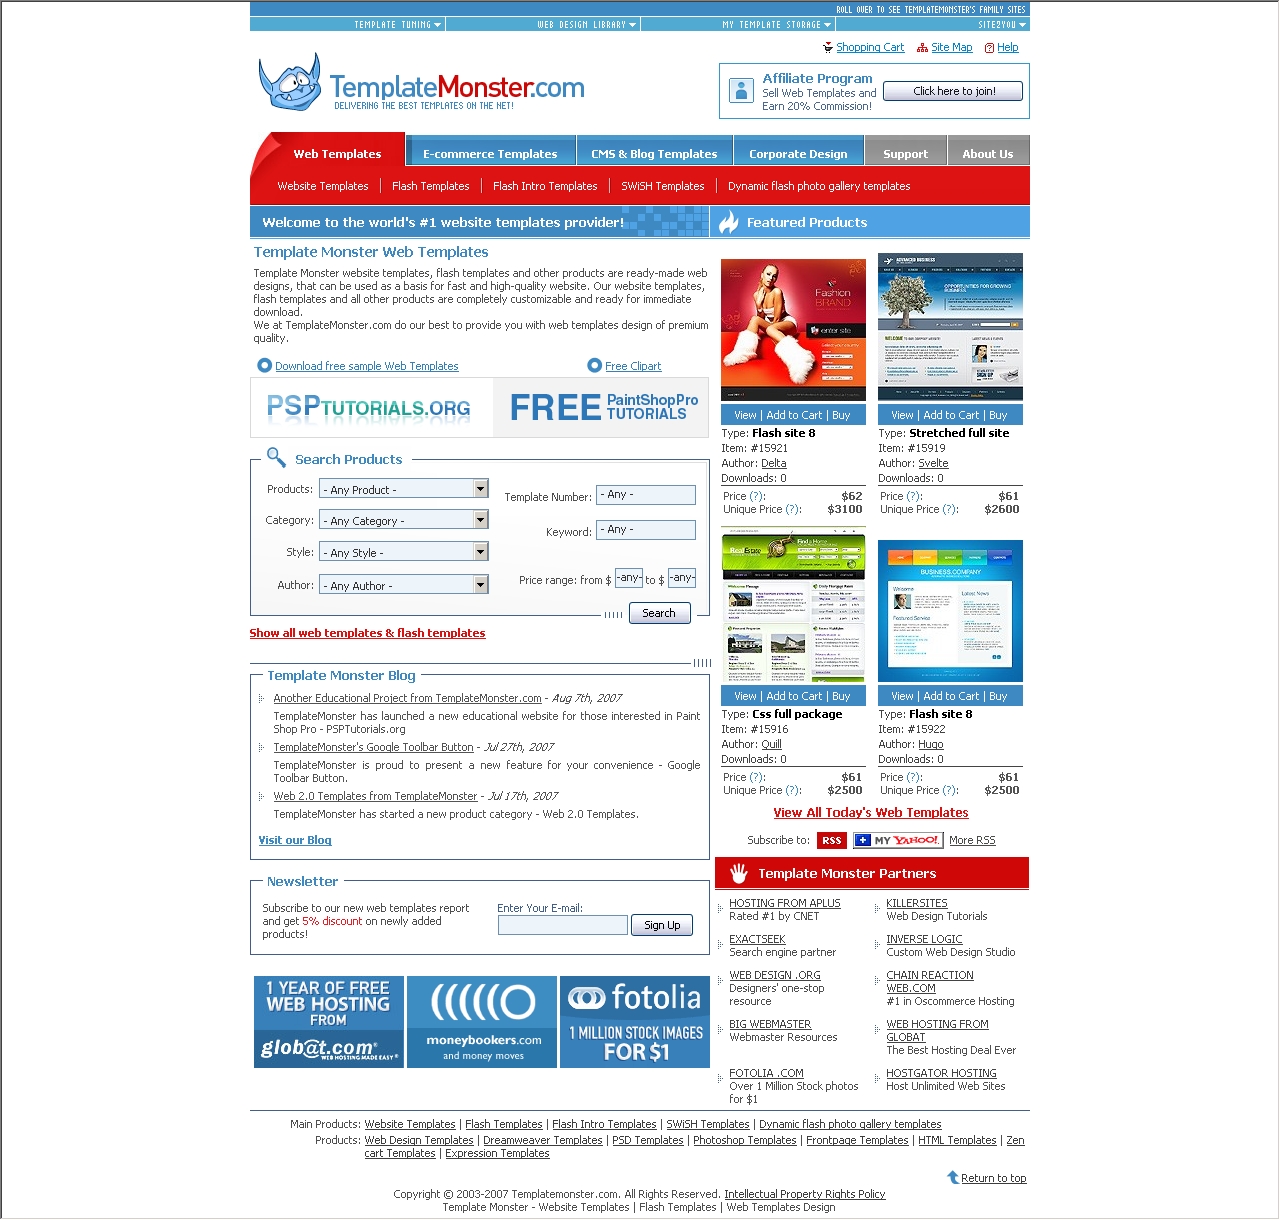 ROLL OVER TO SEE TEMPLATEMONSTER'S FAMILY SITES
TEMPLATE TUNING
WEB DESIGN LIBRARY
MY TEMPLATE STORAGE
SITE2YOU
Shopping Cart
Site Map
Help
TemplateMonster.com
DELIVERING THE BEST TEMPLATES ON THE NET!
Affiliate Program
Sell Web Templates and
Earn 20% Commission!
Click here to join!
Web Templates
E-commerce Templates
CMS & Blog Templates
Corporate Design
Support
About Us
Website Templates
Flash Templates
Flash Intro Templates
SWiSH Templates
Dynamic flash photo gallery templates
Welcome to the world's #1 website templates provider!
Template Monster Web Templates
Template Monster website templates, flash templates and other products are ready-made web
designs, that can be used as a basis for fast and high-quality website. Our website templates,
flash templates and all other products are completely customizable and ready for immediate
download.
We at TemplateMonster.com do our best to provide you with web templates design of premium
quality.
Download free sample Web Templates
Free Clipart
PSPTUTORIALS.ORG
FREE PaintShopPro
TUTORIALS
Search Products
Products: - Any Product -
Category: - Any Category -
Style: - Any Style -
Author: - Any Author -
Template Number: - Any -
Keyword: - Any -
Price range: from $ -any- to $ -any-
Search
Show all web templates & flash templates
Template Monster Blog
Another Educational Project from TemplateMonster.com - Aug 7th, 2007
TemplateMonster has launched a new educational website for those interested in Paint
Shop Pro - PSPTutorials.org
TemplateMonster's Google Toolbar Button - Jul 27th, 2007
TemplateMonster is proud to present a new feature for your convenience - Google
Toolbar Button.
Web 2.0 Templates from TemplateMonster - Jul 17th, 2007
TemplateMonster has started a new product category - Web 2.0 Templates.
Visit our Blog
Newsletter
Subscribe to our new web templates report
and get 5% discount on newly added
products!
Enter Your E-mail:
Sign Up
1 YEAR OF FREE
WEB HOSTING
FROM
glob@t.com
WEB HOSTING MADE EASY
moneybookers.com
and money moves
fotolia
1 MILLION STOCK IMAGES
FOR $1
Featured Products
Fashion
BRAND
enter site
View | Add to Cart | Buy
Type: Flash site 8
Item: #15921
Author: Delta
Downloads: 0
Price (?): $62
Unique Price (?): $3100
ADVANCED BUSINESS
OPPORTUNITIES FOR GROWING
BUSINESS
WELCOME
View | Add to Cart | Buy
Type: Stretched full site
Item: #15919
Author: Svelte
Downloads: 0
Price (?): $61
Unique Price (?): $2600
RealEstate
Find a Home
View | Add to Cart | Buy
Type: Css full package
Item: #15916
Author: Quill
Downloads: 0
Price (?): $61
Unique Price (?): $2500
BUSINESS.COMPANY
Welcome
Latest News
Featured Service
View | Add to Cart | Buy
Type: Flash site 8
Item: #15922
Author: Hugo
Downloads: 0
Price (?): $61
Unique Price (?): $2500
View All Today's Web Templates
Subscribe to: RSS MY YAHOO! More RSS
Template Monster Partners
HOSTING FROM APLUS
Rated #1 by CNET
EXACTSEEK
Search engine partner
WEB DESIGN .ORG
Designers' one-stop
resource
BIG WEBMASTER
Webmaster Resources
FOTOLIA .COM
Over 1 Million Stock photos
for $1
KILLERSITES
Web Design Tutorials
INVERSE LOGIC
Custom Web Design Studio
CHAIN REACTION
WEB.COM
#1 in Oscommerce Hosting
WEB HOSTING FROM
GLOBAT
The Best Hosting Deal Ever
HOSTGATOR HOSTING
Host Unlimited Web Sites
Main Products: Website Templates | Flash Templates | Flash Intro Templates | SWiSH Templates | Dynamic flash photo gallery templates
Products: Web Design Templates | Dreamweaver Templates | PSD Templates | Photoshop Templates | Frontpage Templates | HTML Templates | Zen
cart Templates | Expression Templates
Return to top
Copyright © 2003-2007 Templatemonster.com. All Rights Reserved. Intellectual Property Rights Policy
Template Monster - Website Templates | Flash Templates | Web Templates Design